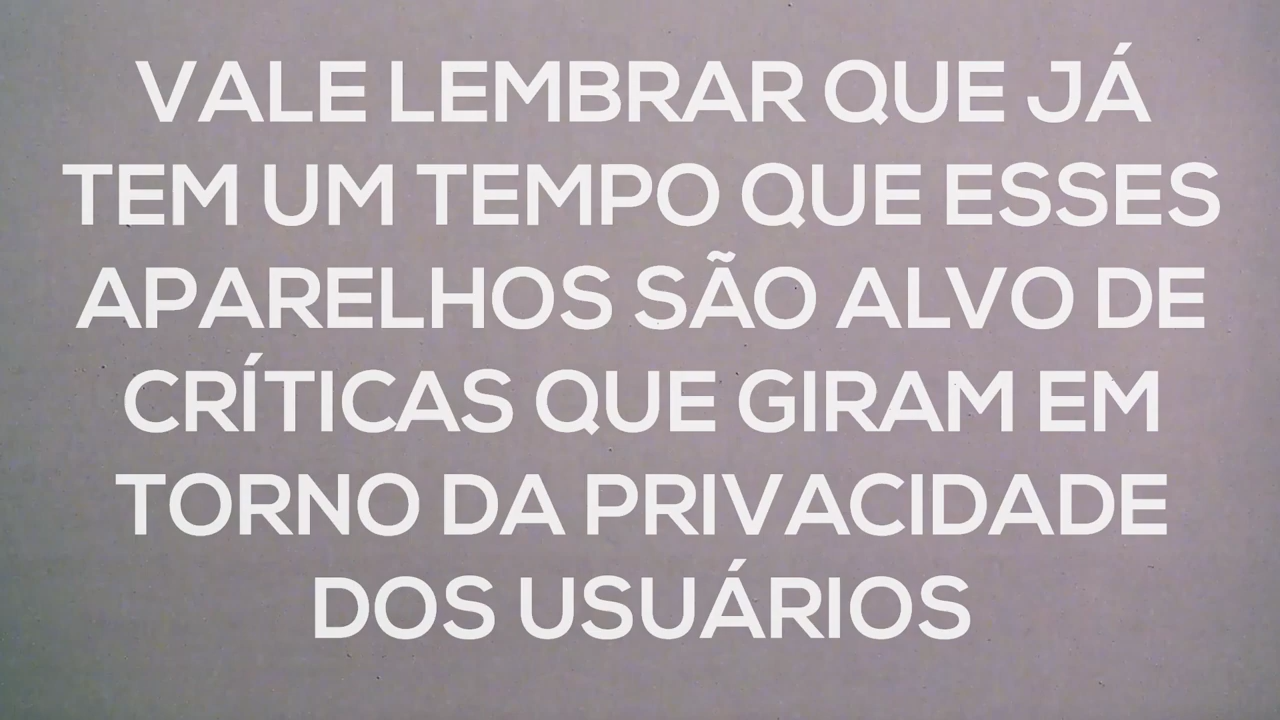 VALE LEMBRAR QUE JÁ
TEM UM TEMPO QUE ESSES
APARELHOS SÃO ALVO DE
CRÍTICAS QUE GIRAM EM
TORNO DA PRIVACIDADE
DOS USUÁRIOS